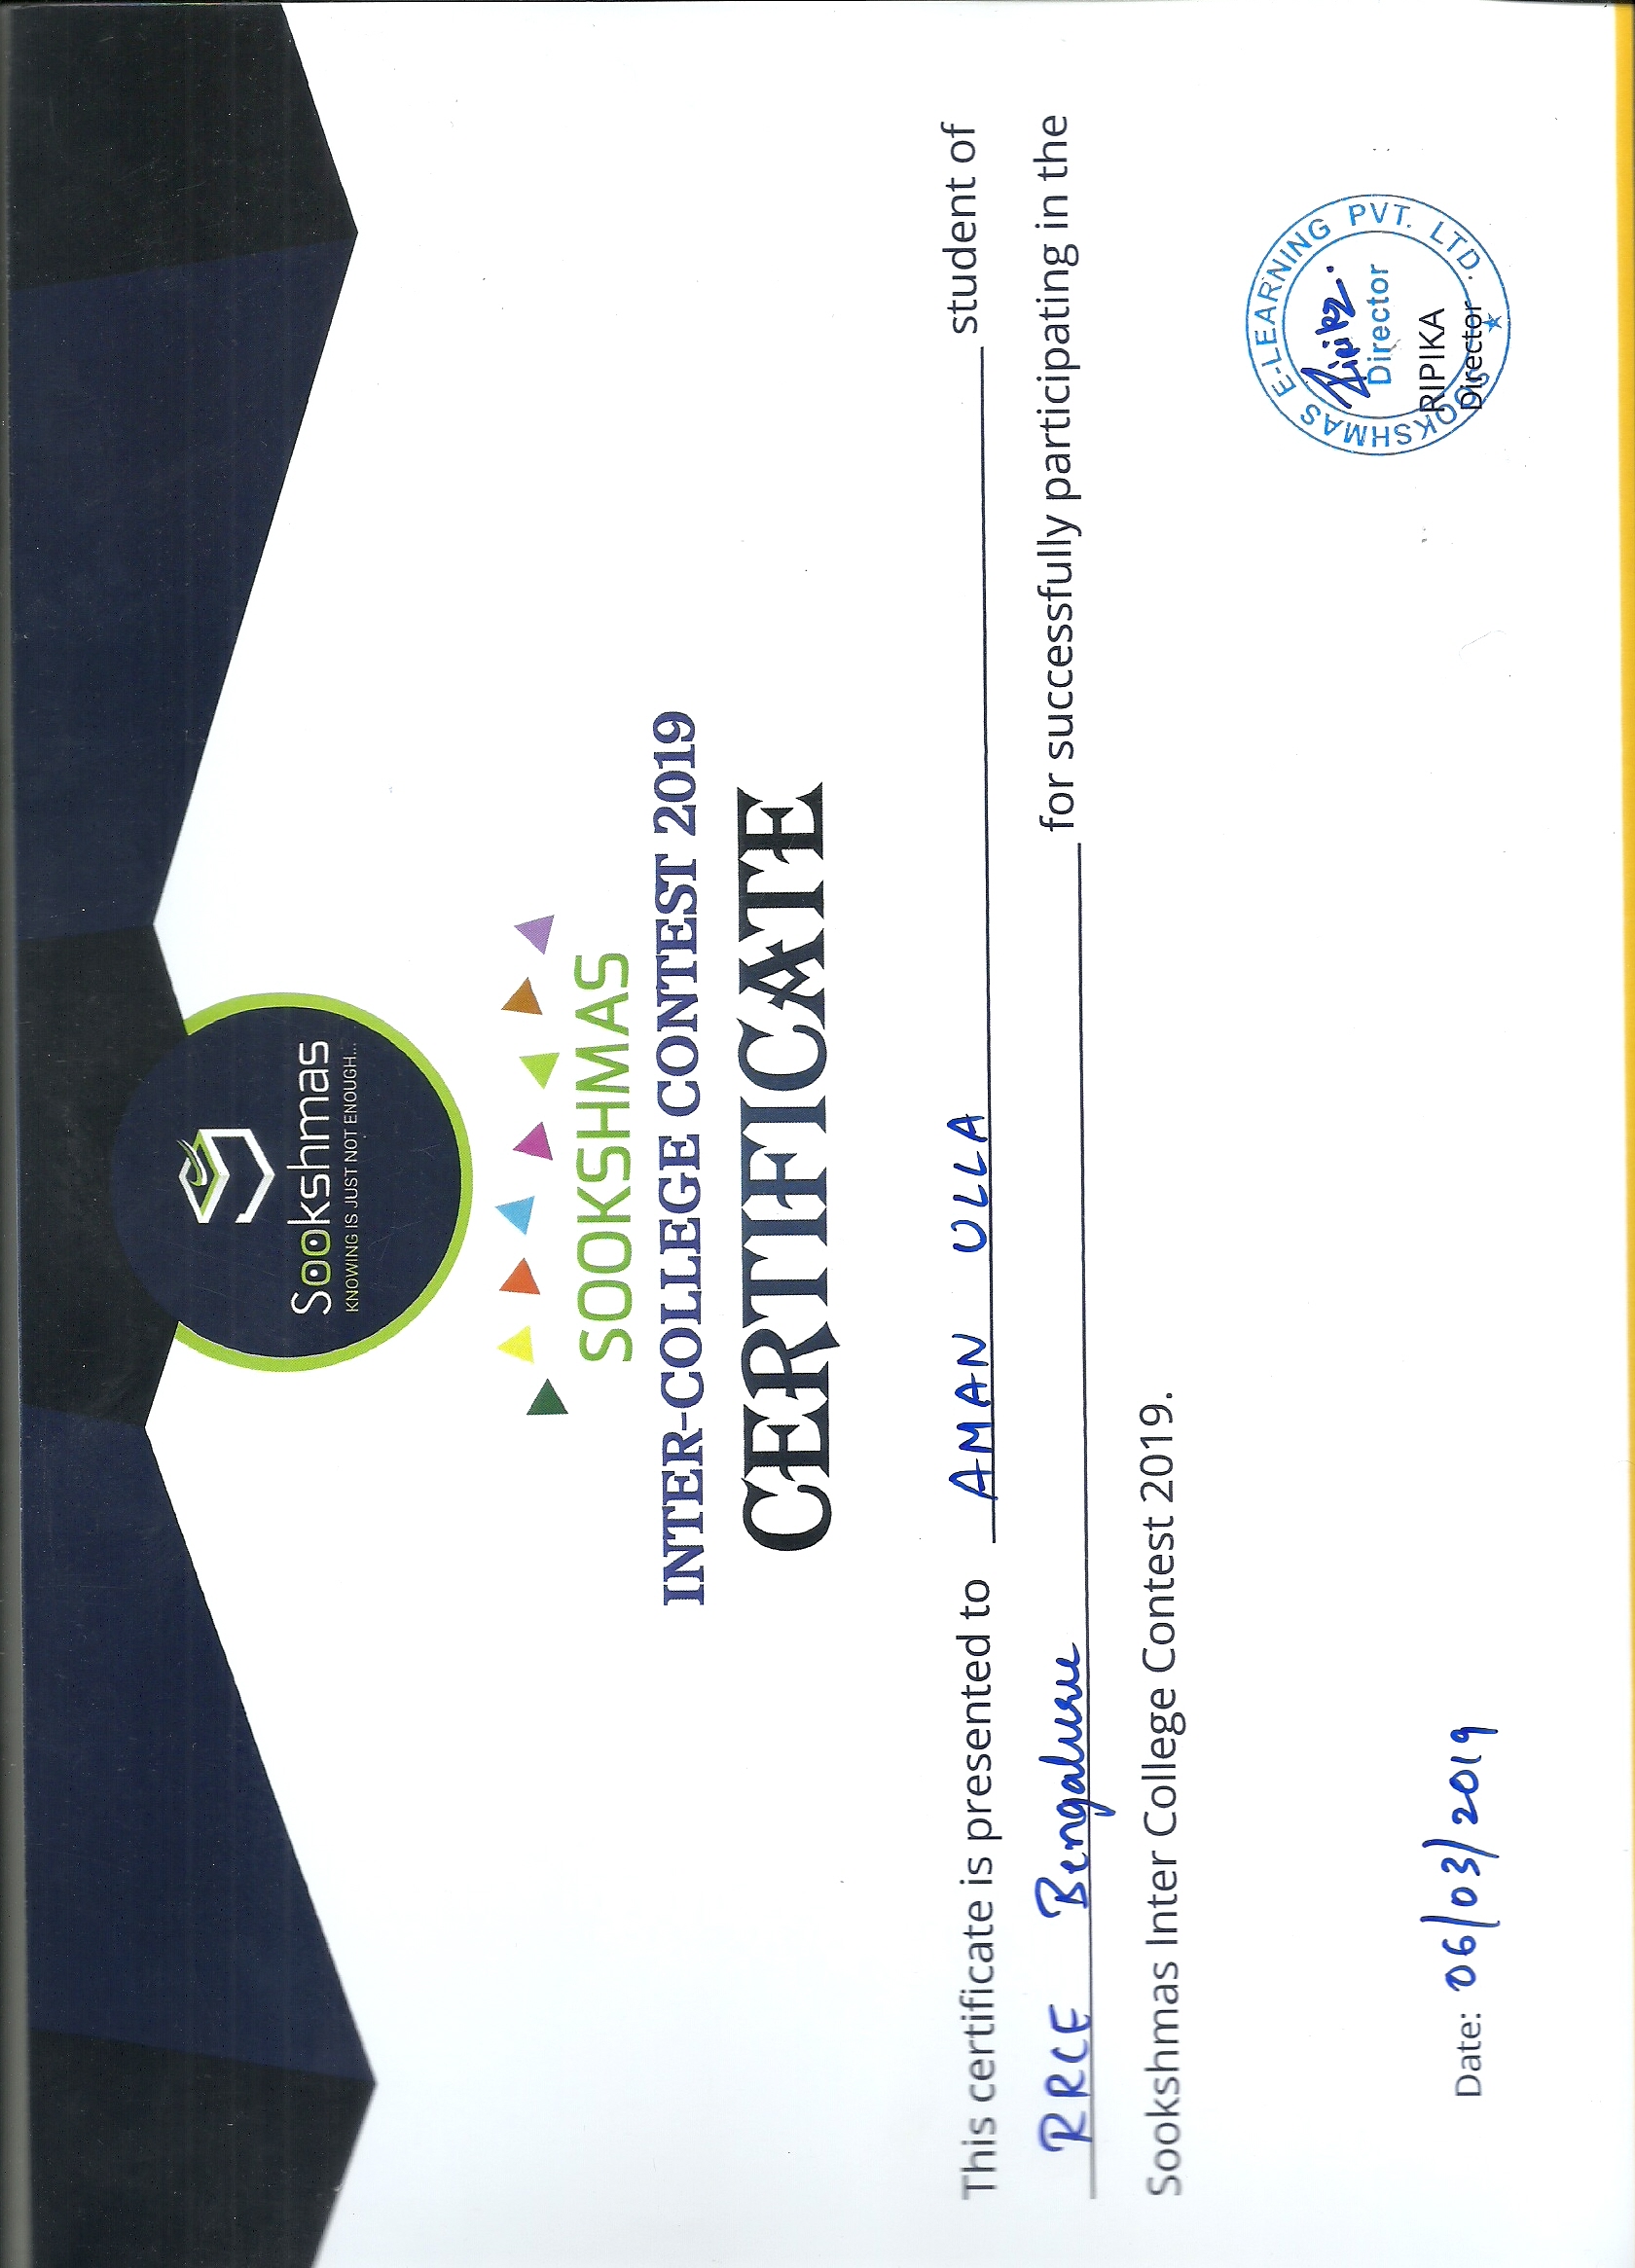 Sookshmas
KNOWING IS JUST NOT ENOUGH...
SOOKSHMAS
INTER-COLLEGE CONTEST 2019
CERTIFICATE
This certificate is presented to AMAN ULLA student of
RRCE Bengaluru for successfully participating in the
Sookshmas Inter College Contest 2019.
SOOKSHMAS E-LEARNING PVT. LTD.
Ripika.
Director
RIPIKA
Director
Date: 06/03/2019